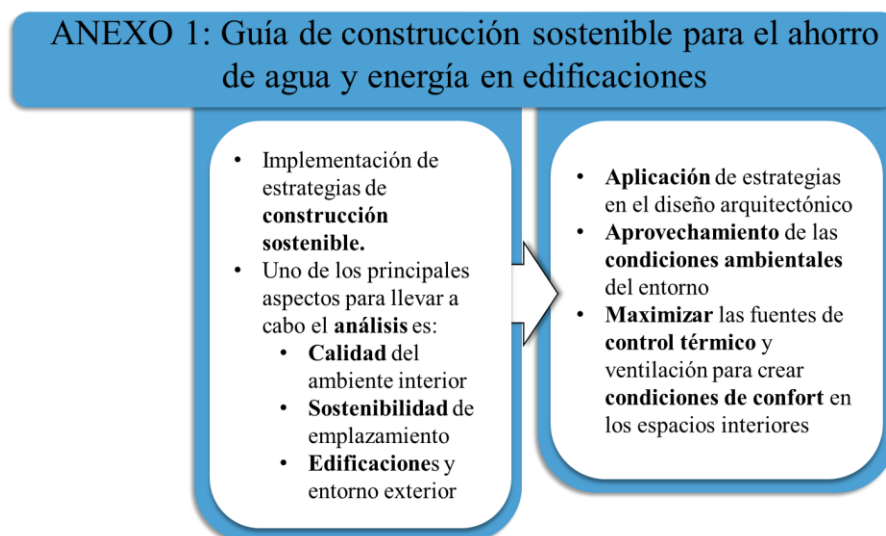 ANEXO 1: Guía de construcción sostenible para el ahorro
de agua y energía en edificaciones
• Implementación de
estrategias de
construcción
sostenible.
• Uno de los principales
aspectos para llevar a
cabo el análisis es:
• Calidad del
ambiente interior
• Sostenibilidad de
emplazamiento
• Edificaciones y
entorno exterior
• Aplicación de estrategias
en el diseño arquitectónico
• Aprovechamiento de las
condiciones ambientales
del entorno
• Maximizar las fuentes de
control térmico y
ventilación para crear
condiciones de confort en
los espacios interiores